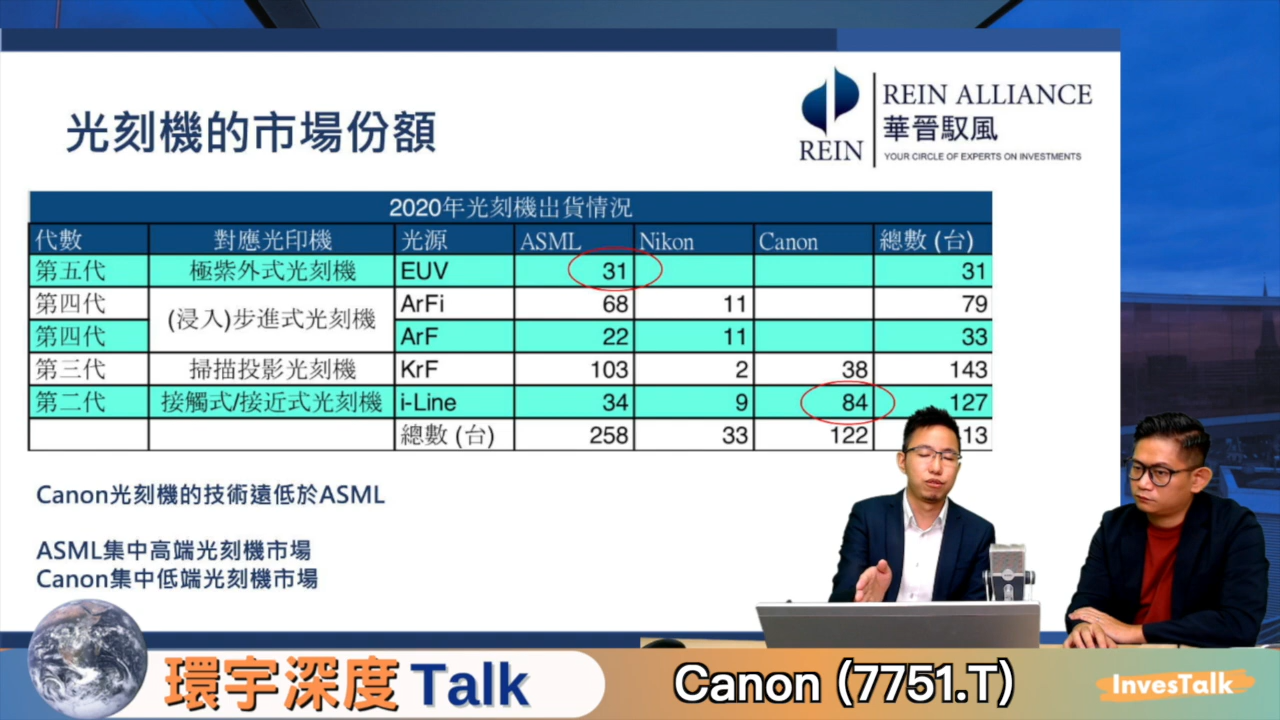 光刻機的市場份額
REIN
REIN ALLIANCE
華晉馭風
YOUR CIRCLE OF EXPERTS ON INVESTMENTS
2020年光刻機出貨情況
代數 對應光印機 光源 ASML Nikon Canon 總數 (台)
第五代 極紫外式光刻機 EUV 31 31
第四代 (浸入)步進式光刻機 ArFi 68 11 79
第四代 ArF 22 11 33
第三代 掃描投影光刻機 KrF 103 2 38 143
第二代 接觸式/接近式光刻機 i-Line 34 9 84 127
總數 (台) 258 33 122 13
Canon光刻機的技術遠低於ASML
ASML集中高端光刻機市場
Canon集中低端光刻機市場
環宇深度 Talk
Canon (7751.T)
InvesTalk